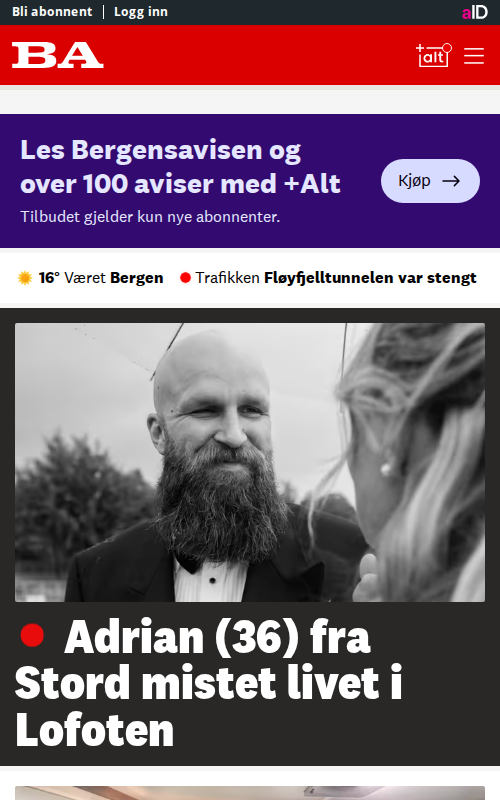 Bli abonnent | Logg inn
aID
BA
+alt
Les Bergensavisen og
over 100 aviser med +Alt
Tilbudet gjelder kun nye abonnenter.
Kjøp
16° Været Bergen
Trafikken Fløyfjelltunnelen var stengt
Adrian (36) fra
Stord mistet livet i
Lofoten